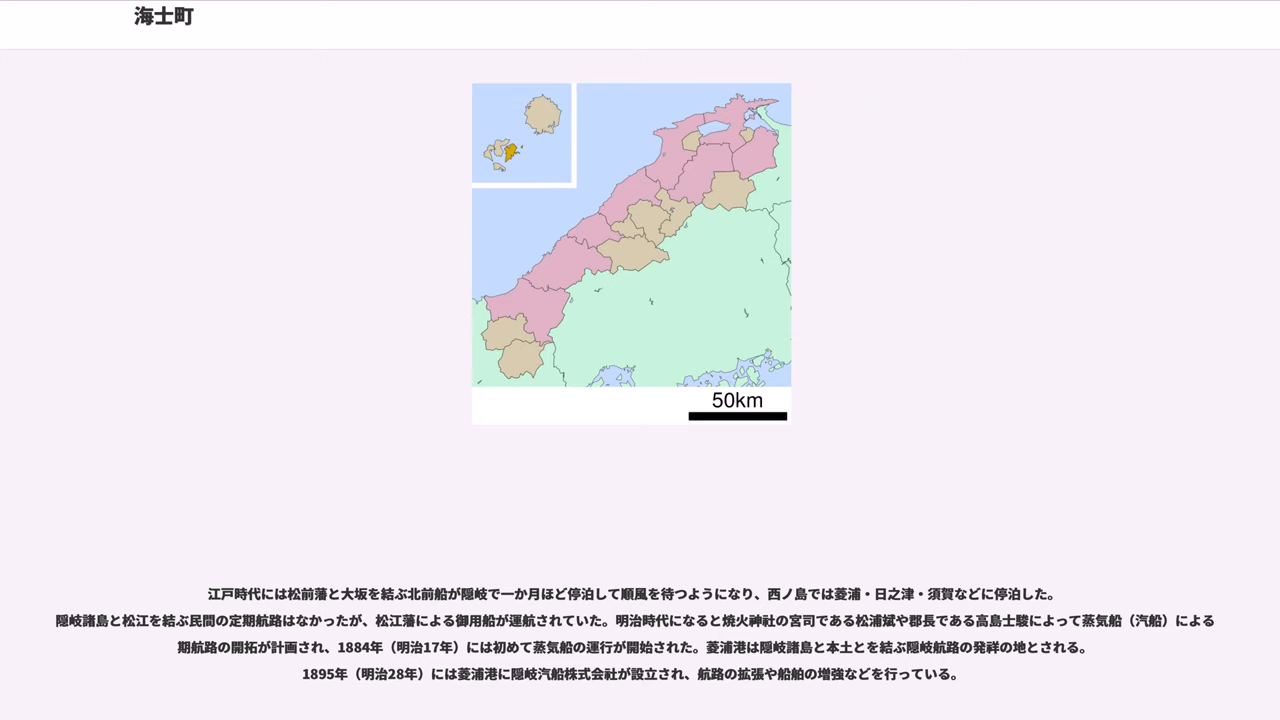 海士町
50km
江戸時代には松前藩と大坂を結ぶ北前船が隠岐で一か月ほど停泊して順風を待つようになり、西ノ島では菱浦・日之津・須賀などに停泊した。
隠岐諸島と松江を結ぶ民間の定期航路はなかったが、松江藩による御用船が運航されていた。明治時代になると焼火神社の宮司である松浦斌や郡長である高島士駿によって蒸気船（汽船）による
期航路の開拓が計画され、1884年（明治17年）には初めて蒸気船の運行が開始された。菱浦港は隠岐諸島と本土とを結ぶ隠岐航路の発祥の地とされる。
1895年（明治28年）には菱浦港に隠岐汽船株式会社が設立され、航路の拡張や船舶の増強などを行っている。